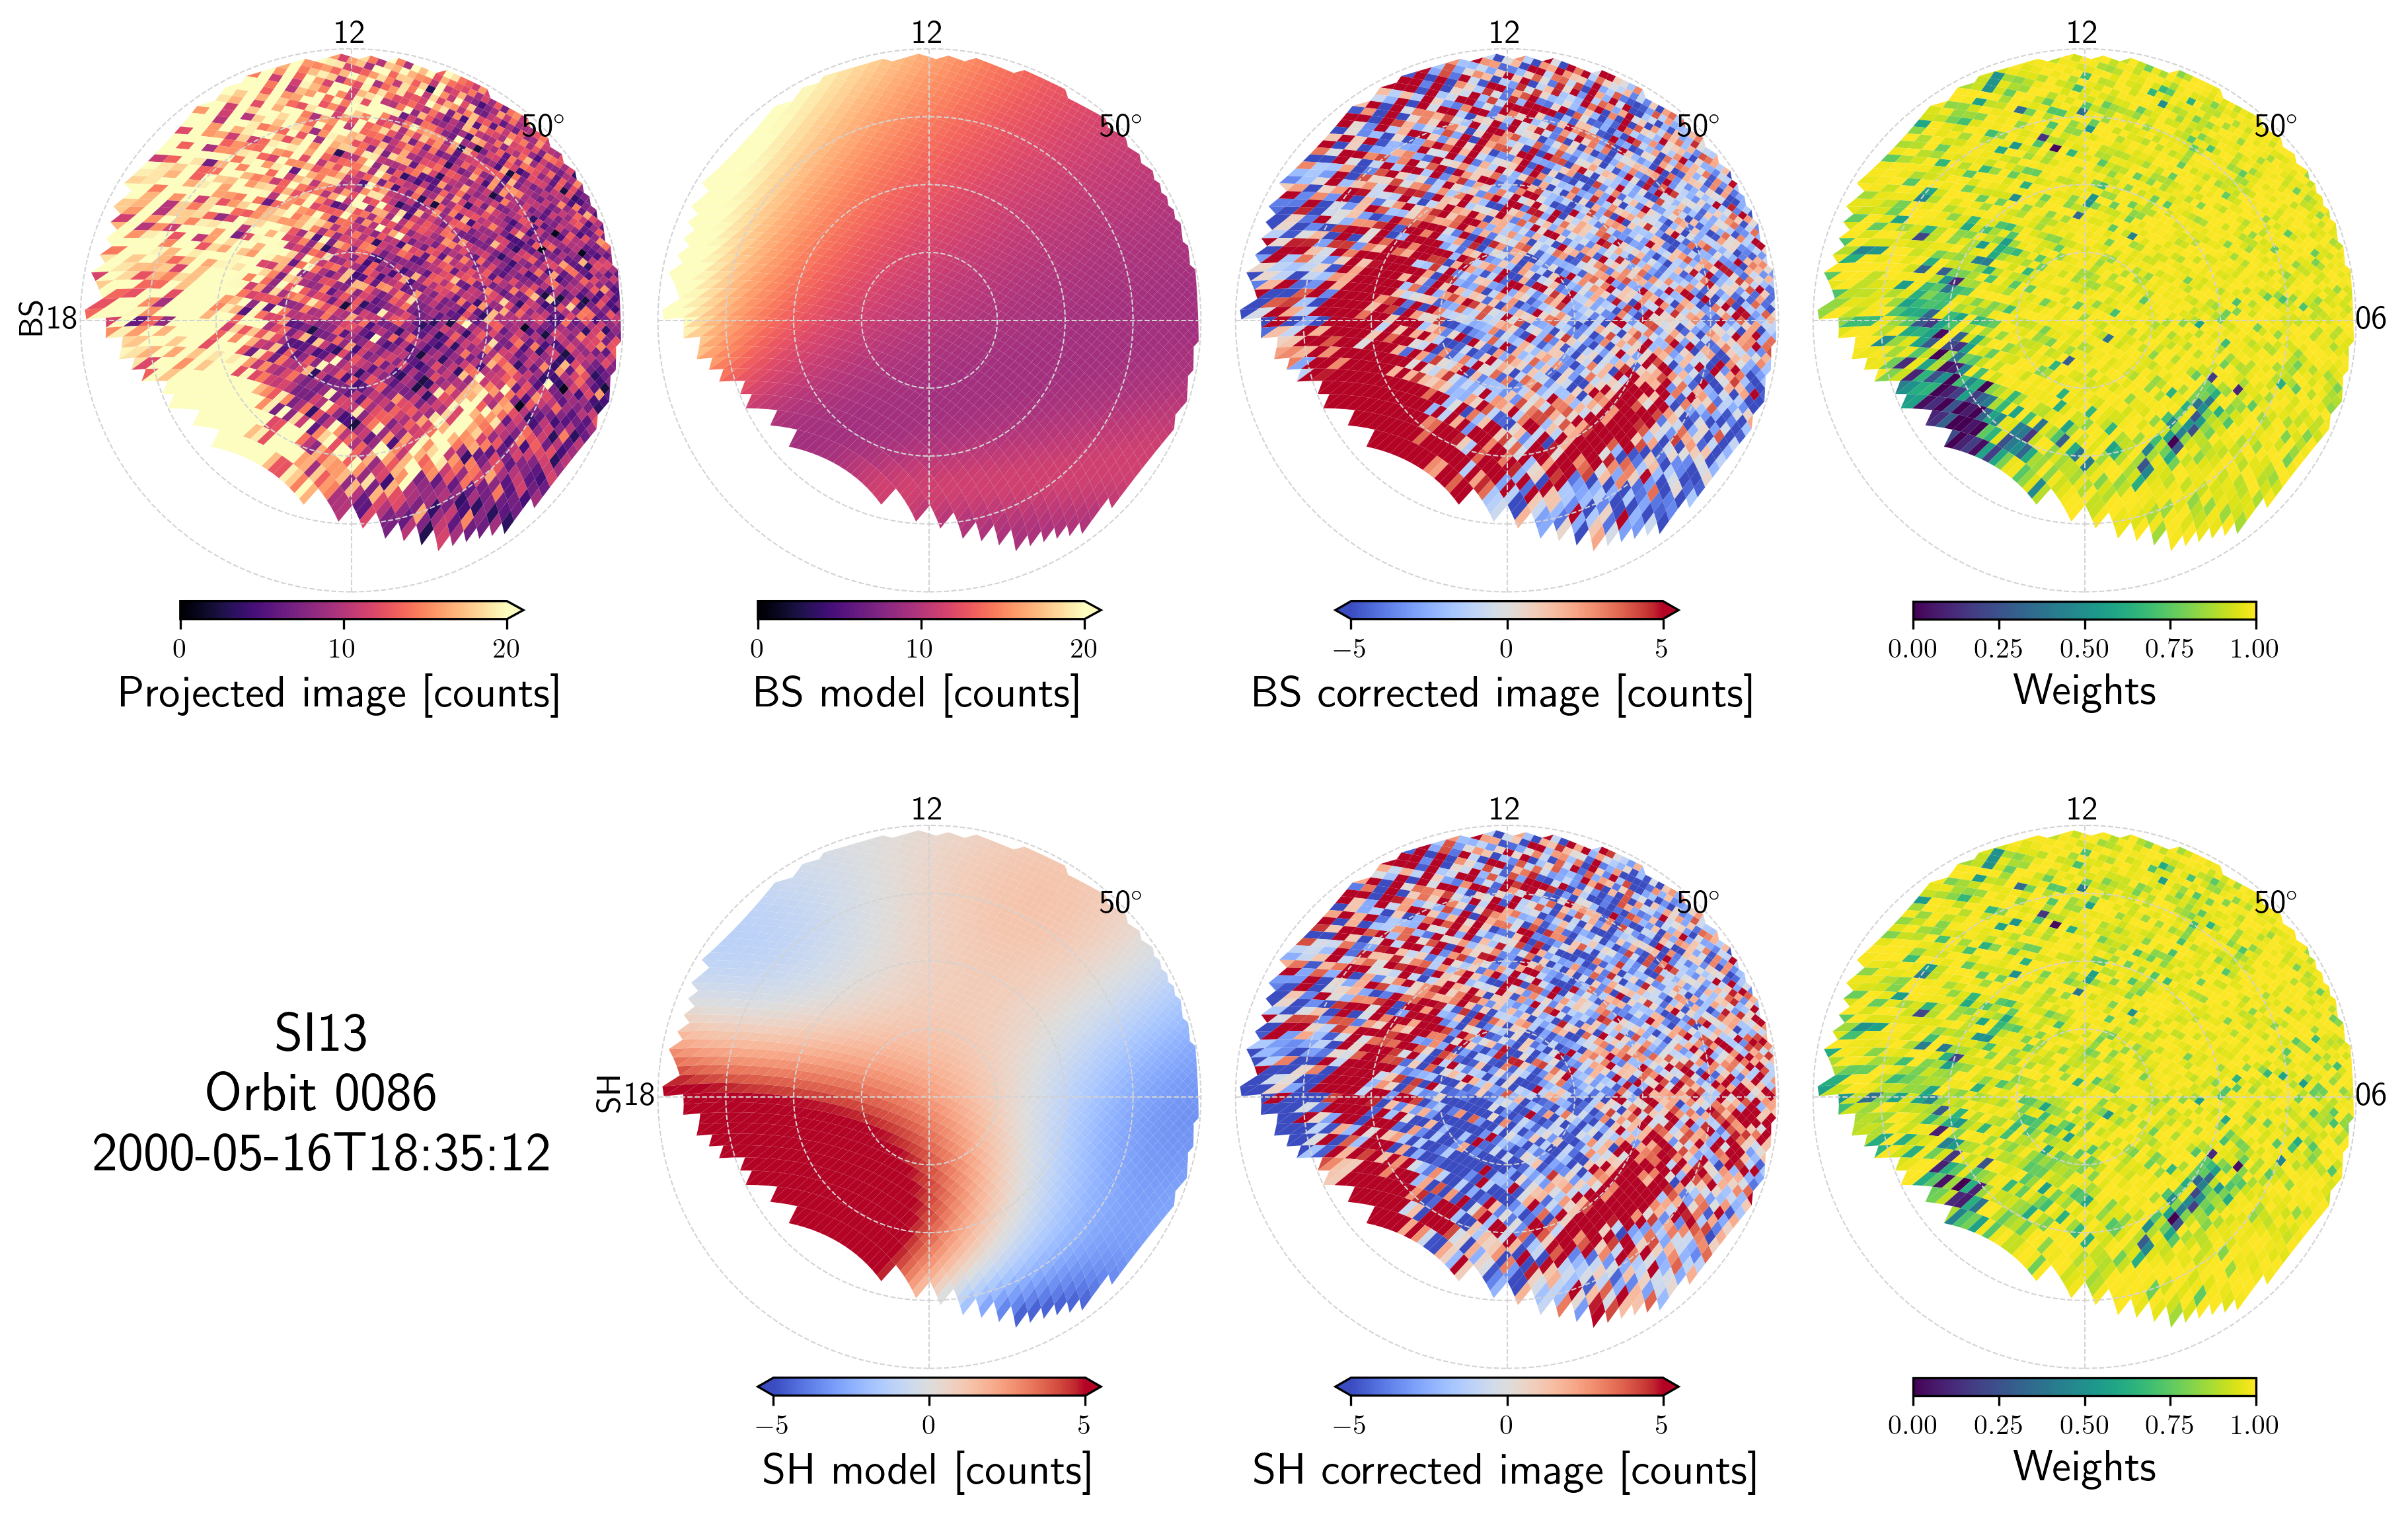 12 12 12 12
50° 50° 50° 50°
BS 18 06
0 10 20 0 10 20 −5 0 5 0.00 0.25 0.50 0.75 1.00
Projected image [counts] BS model [counts] BS corrected image [counts] Weights
12 12 12
50° 50° 50°
SI13
Orbit 0086
2000-05-16T18:35:12
SH 18 06
−5 0 5 −5 0 5 0.00 0.25 0.50 0.75 1.00
SH model [counts] SH corrected image [counts] Weights